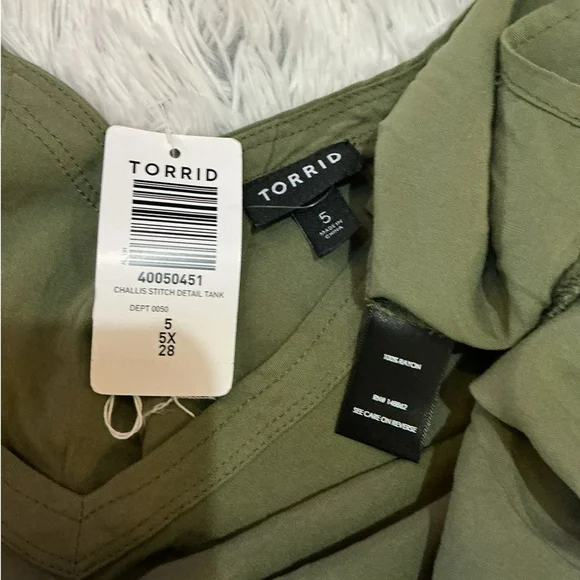 TORRID
40050451
CHALLIS STITCH DETAIL TANK
DEPT 0050
5
5X
28
TORRID
5
MADE IN
CHINA
100% RAYON
SEE CARE ON REVERSE